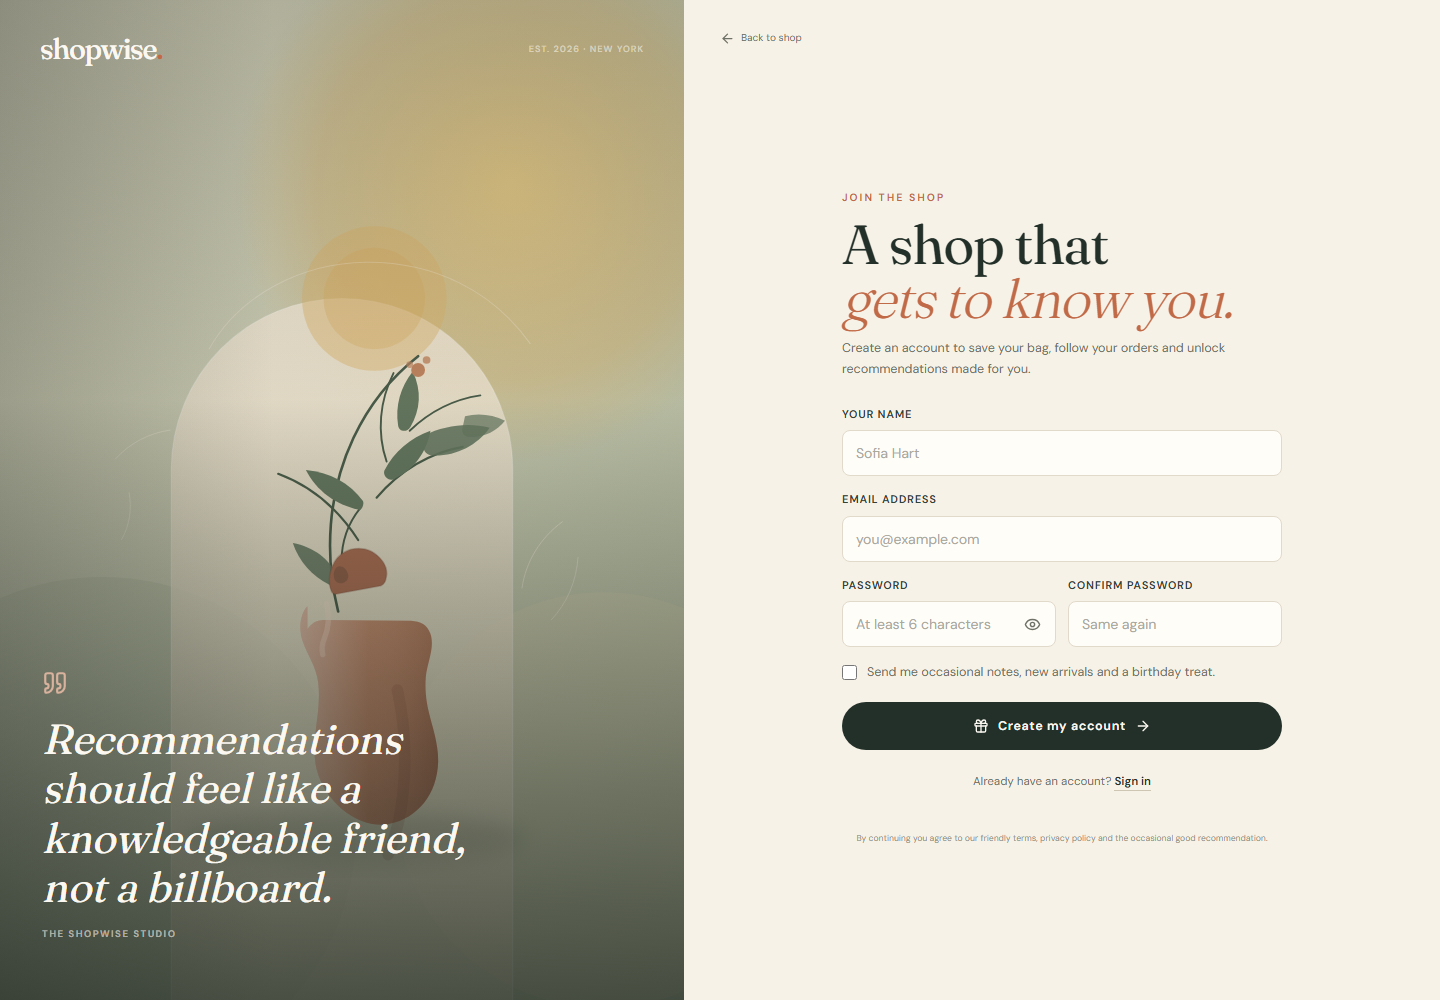 shopwise.
EST. 2026 · NEW YORK
Recommendations
should feel like a
knowledgeable friend,
not a billboard.
THE SHOPWISE STUDIO
Back to shop
JOIN THE SHOP
A shop that
gets to know you.
Create an account to save your bag, follow your orders and unlock
recommendations made for you.
YOUR NAME
Sofia Hart
EMAIL ADDRESS
you@example.com
PASSWORD
At least 6 characters
CONFIRM PASSWORD
Same again
Send me occasional notes, new arrivals and a birthday treat.
Create my account
Already have an account? Sign in
By continuing you agree to our friendly terms, privacy policy and the occasional good recommendation.